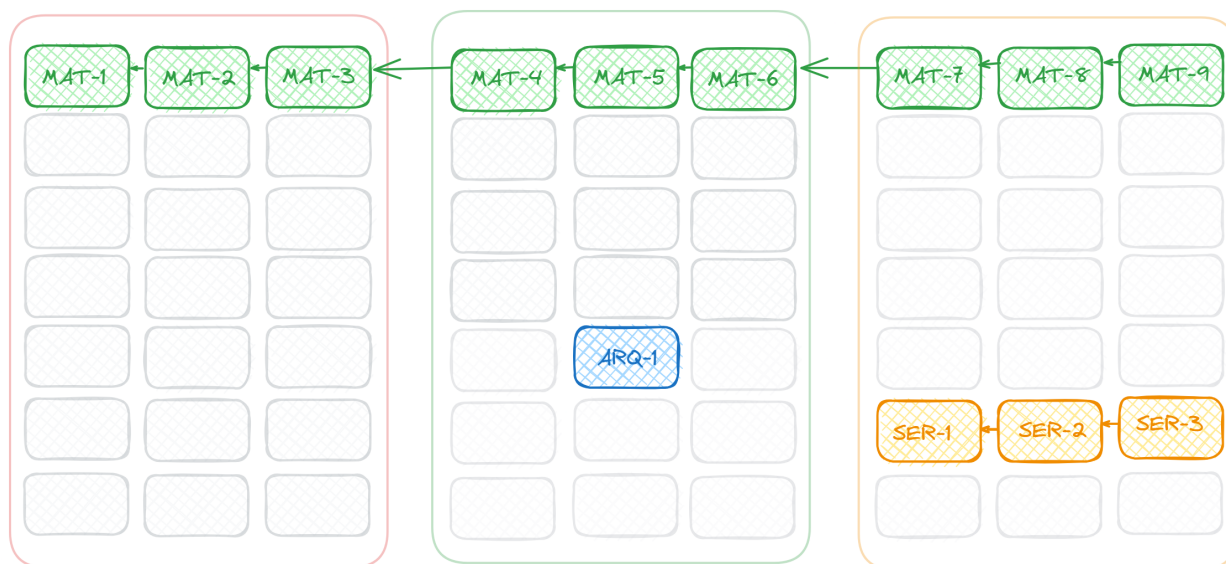 MAT-1
MAT-2
MAT-3
MAT-4
MAT-5
MAT-6
MAT-7
MAT-8
MAT-9
ARQ-1
SER-1
SER-2
SER-3